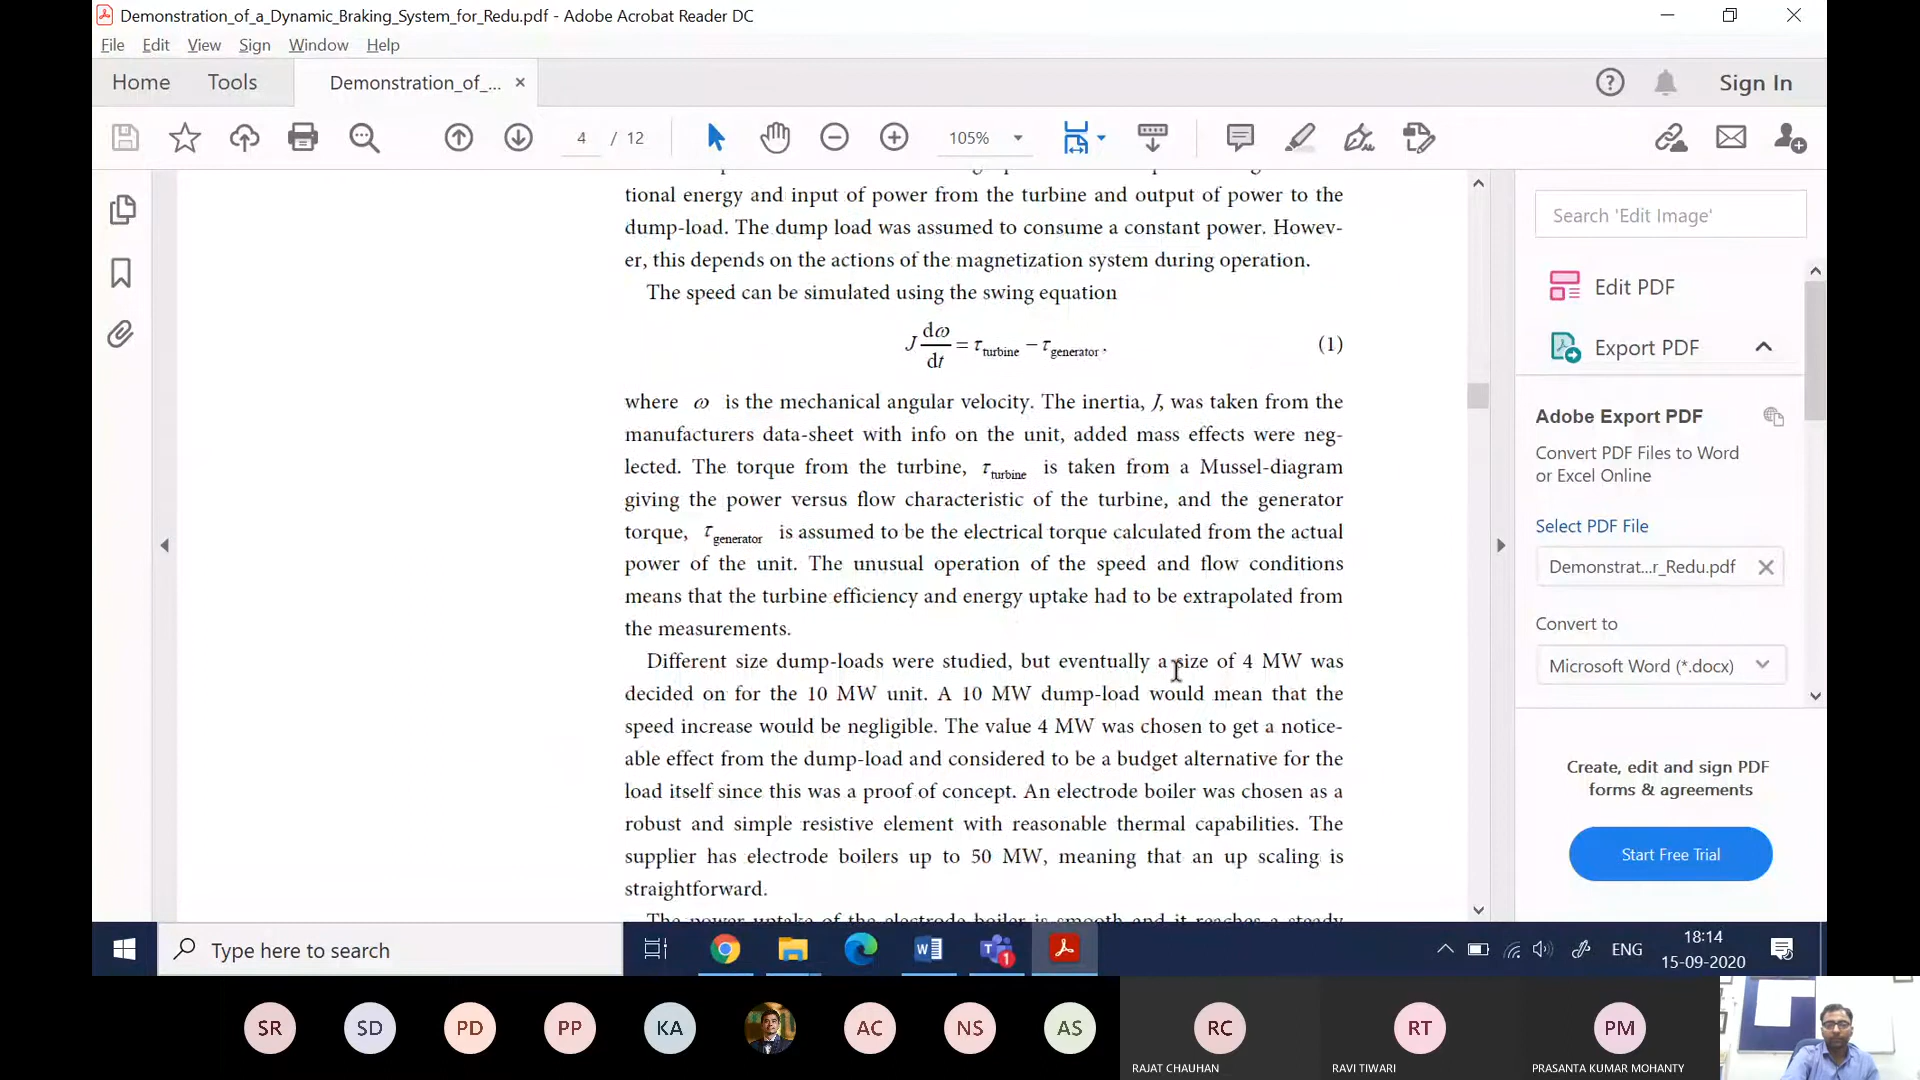 Demonstration_of_a_Dynamic_Braking_System_for_Redu.pdf - Adobe Acrobat Reader DC
File Edit View Sign Window Help
Home Tools Demonstration_of_... × Sign In
4 / 12 105%
tional energy and input of power from the turbine and output of power to the
dump-load. The dump load was assumed to consume a constant power. Howev-
er, this depends on the actions of the magnetization system during operation.
The speed can be simulated using the swing equation
J dω/dt = τturbine − τgenerator . (1)
where ω is the mechanical angular velocity. The inertia, J, was taken from the
manufacturers data-sheet with info on the unit, added mass effects were neg-
lected. The torque from the turbine, τturbine is taken from a Mussel-diagram
giving the power versus flow characteristic of the turbine, and the generator
torque, τgenerator is assumed to be the electrical torque calculated from the actual
power of the unit. The unusual operation of the speed and flow conditions
means that the turbine efficiency and energy uptake had to be extrapolated from
the measurements.
Different size dump-loads were studied, but eventually a size of 4 MW was
decided on for the 10 MW unit. A 10 MW dump-load would mean that the
speed increase would be negligible. The value 4 MW was chosen to get a notice-
able effect from the dump-load and considered to be a budget alternative for the
load itself since this was a proof of concept. An electrode boiler was chosen as a
robust and simple resistive element with reasonable thermal capabilities. The
supplier has electrode boilers up to 50 MW, meaning that an up scaling is
straightforward.
The power uptake of the electrode boiler is smooth and it reaches a steady
Search 'Edit Image'
Edit PDF
Export PDF
Adobe Export PDF
Convert PDF Files to Word
or Excel Online
Select PDF File
Demonstrat...r_Redu.pdf
Convert to
Microsoft Word (*.docx)
Create, edit and sign PDF
forms & agreements
Start Free Trial
Type here to search
1
ENG
18:14
15-09-2020
SR SD PD PP KA AC NS AS RC RT PM
RAJAT CHAUHAN RAVI TIWARI PRASANTA KUMAR MOHANTY